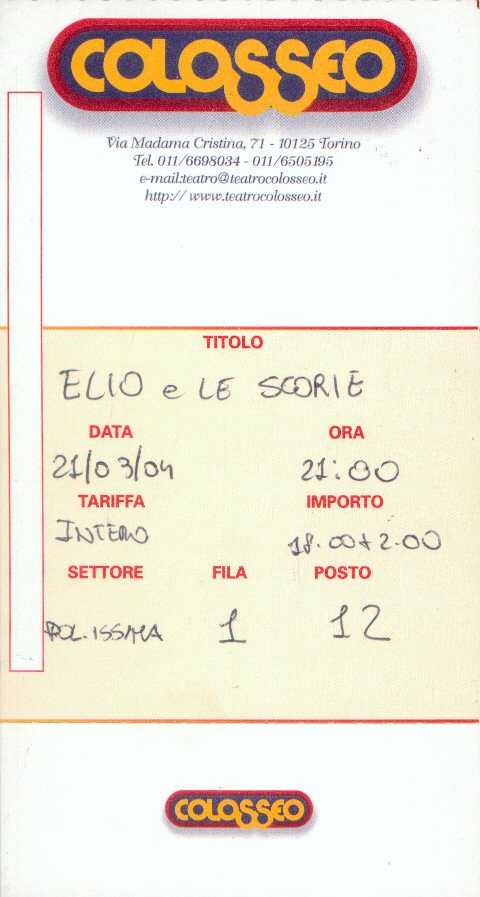 COLOSSEO
Via Madama Cristina, 71 - 10125 Torino
Tel. 011/6698034 - 011/6505195
e-mail:teatro@teatrocolosseo.it
http:// www.teatrocolosseo.it
TITOLO
ELIO e LE SCORIE
DATA ORA
21/03/04 21:00
TARIFFA IMPORTO
INTERO 18.00+2.00
SETTORE FILA POSTO
POL.ISSIMA 1 12
COLOSSEO